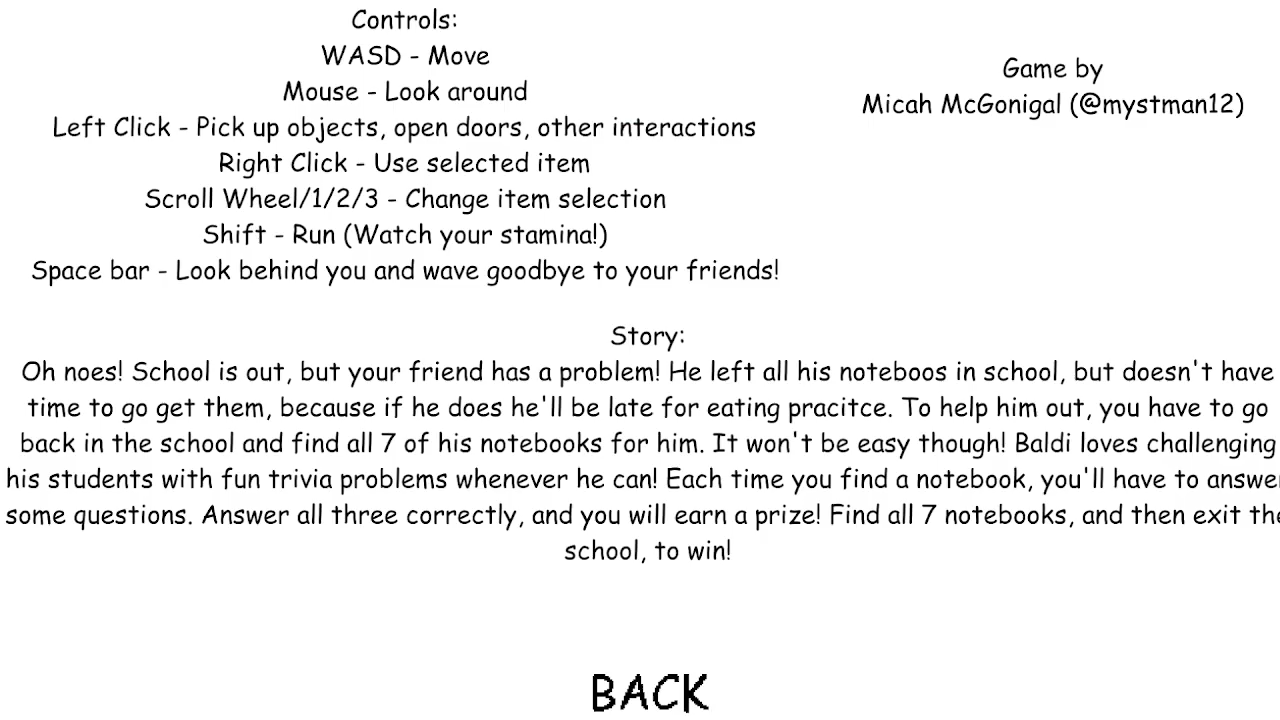 Controls:
WASD - Move
Mouse - Look around
Left Click - Pick up objects, open doors, other interactions
Right Click - Use selected item
Scroll Wheel/1/2/3 - Change item selection
Shift - Run (Watch your stamina!)
Space bar - Look behind you and wave goodbye to your friends!
Game by
Micah McGonigal (@mystman12)
Story:
Oh noes! School is out, but your friend has a problem! He left all his noteboos in school, but doesn't have
time to go get them, because if he does he'll be late for eating pracitce. To help him out, you have to go
back in the school and find all 7 of his notebooks for him. It won't be easy though! Baldi loves challenging
his students with fun trivia problems whenever he can! Each time you find a notebook, you'll have to answer
some questions. Answer all three correctly, and you will earn a prize! Find all 7 notebooks, and then exit the
school, to win!
BACK